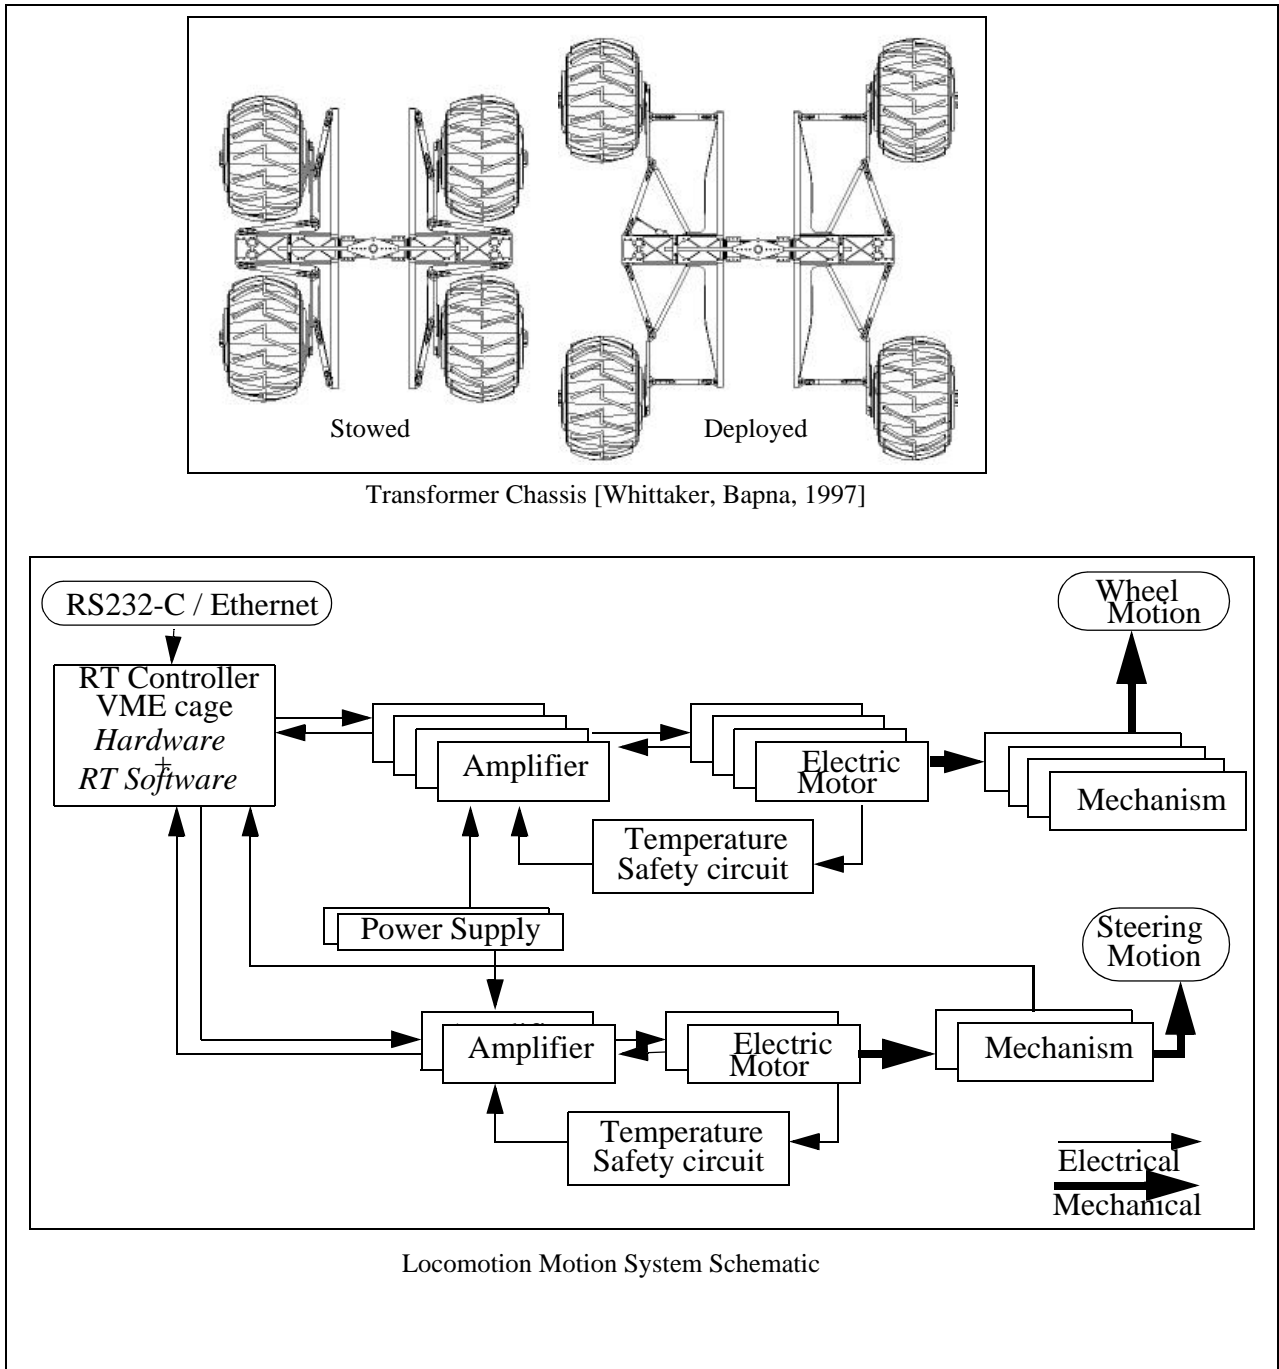 Stowed
Deployed
Transformer Chassis [Whittaker, Bapna, 1997]
RS232-C / Ethernet
Wheel
Motion
RT Controller
VME cage
Hardware
+
RT Software
Amplifier
Electric
Motor
Mechanism
Temperature
Safety circuit
Power Supply
Steering
Motion
Amplifier
Electric
Motor
Mechanism
Temperature
Safety circuit
Electrical
Mechanical
Locomotion Motion System Schematic